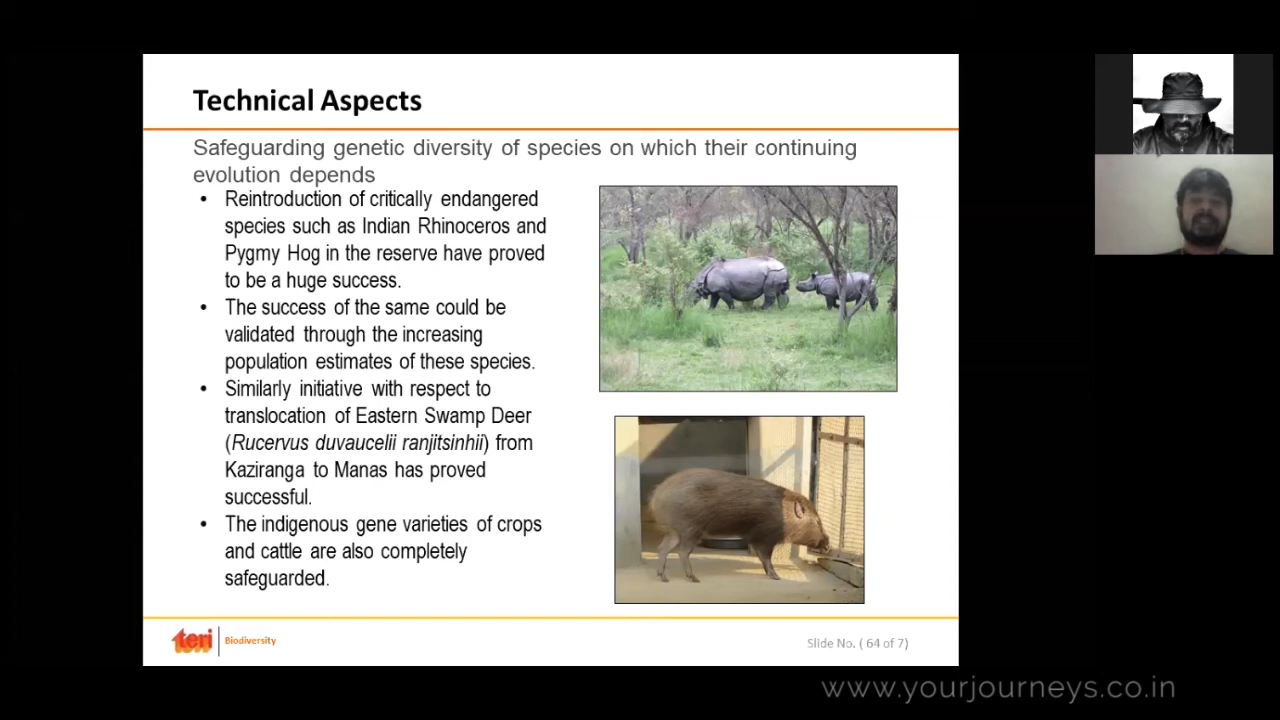 Technical Aspects
Safeguarding genetic diversity of species on which their continuing
evolution depends
• Reintroduction of critically endangered
species such as Indian Rhinoceros and
Pygmy Hog in the reserve have proved
to be a huge success.
• The success of the same could be
validated through the increasing
population estimates of these species.
• Similarly initiative with respect to
translocation of Eastern Swamp Deer
(Rucervus duvaucelii ranjitsinhii) from
Kaziranga to Manas has proved
successful.
• The indigenous gene varieties of crops
and cattle are also completely
safeguarded.
teri Biodiversity
Slide No. ( 64 of 7)
www.yourjourneys.co.in